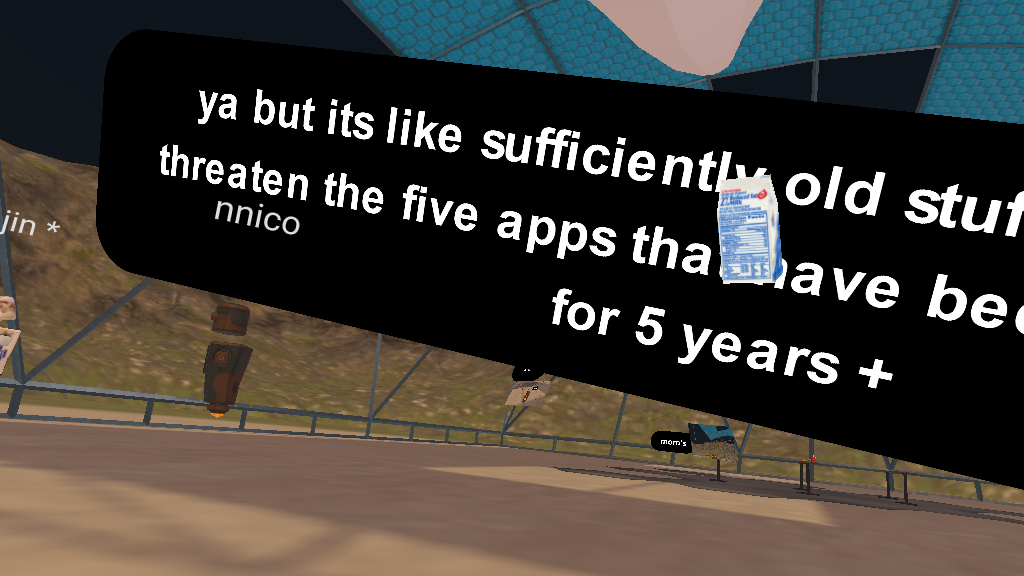 ya but its like sufficiently old stuf
threaten the five apps tha have bee
for 5 years +
nnico
jin *
mom's